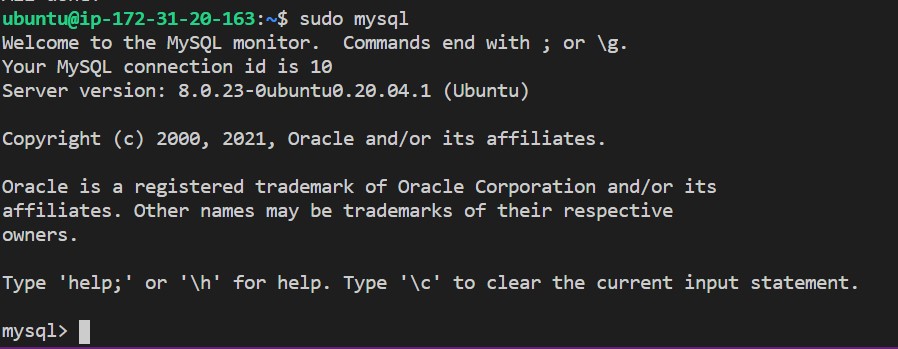 ubuntu@ip-172-31-20-163:~$ sudo mysql
Welcome to the MySQL monitor.  Commands end with ; or \g.
Your MySQL connection id is 10
Server version: 8.0.23-0ubuntu0.20.04.1 (Ubuntu)
Copyright (c) 2000, 2021, Oracle and/or its affiliates.
Oracle is a registered trademark of Oracle Corporation and/or its
affiliates. Other names may be trademarks of their respective
owners.
Type 'help;' or '\h' for help. Type '\c' to clear the current input statement.
mysql>